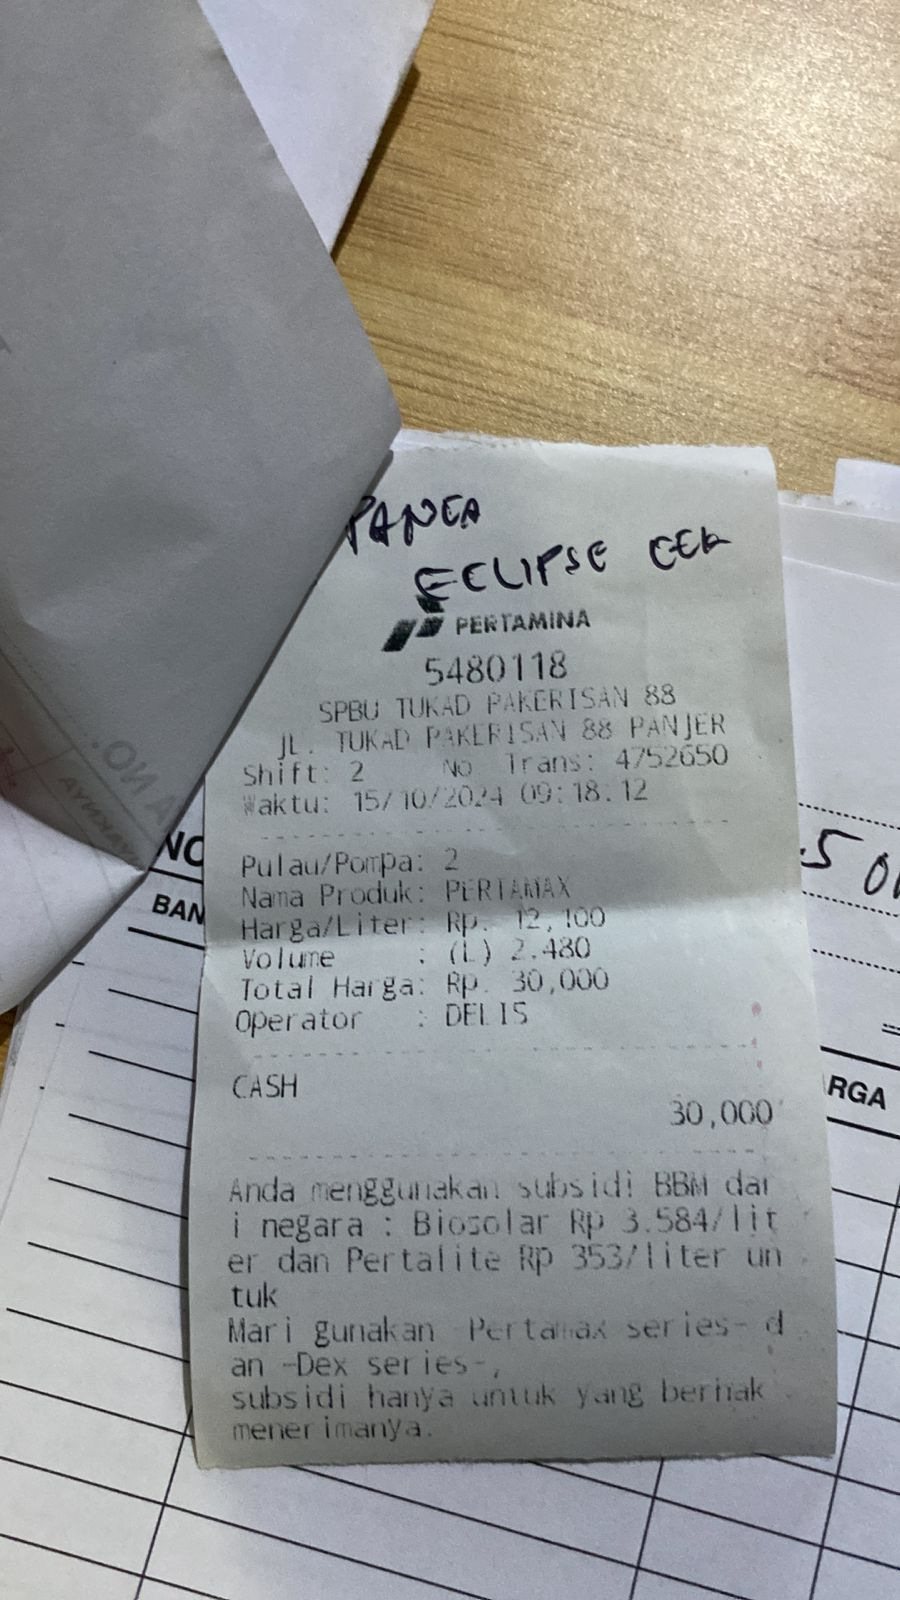 PANCA
ECLIPSE CEK
PERTAMINA
5480118
SPBU TUKAD PAKERISAN 88
JL. TUKAD PAKERISAN 88 PANJER
Shift: 2 No Trans: 4752650
Waktu: 15/10/2024 09:18:12
Pulau/Pompa: 2
Nama Produk: PERTAMAX
Harga/Liter: Rp. 12,100
Volume : (L) 2.480
Total Harga: Rp. 30,000
Operator : DELIS
CASH
30,000
Anda menggunakan subsidi BBM dar
i negara : Biosolar Rp 3.584/lit
er dan Pertalite Rp 353/liter un
tuk
Mari gunakan -Pertamax series- d
an -Dex series-,
subsidi hanya untuk yang berhak
menerimanya.
NO.
BAN
ARGA